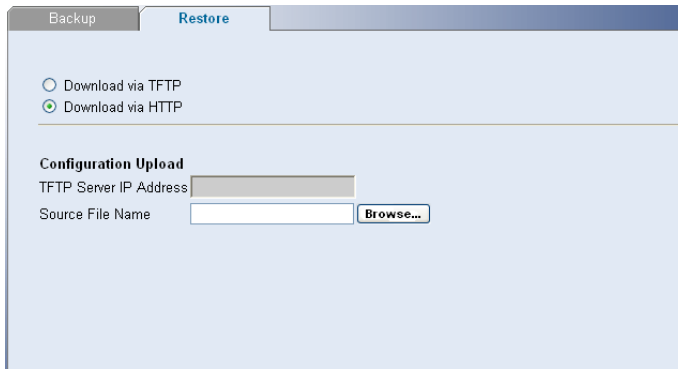 Backup Restore
Download via TFTP
Download via HTTP
Configuration Upload
TFTP Server IP Address
Source File Name Browse...